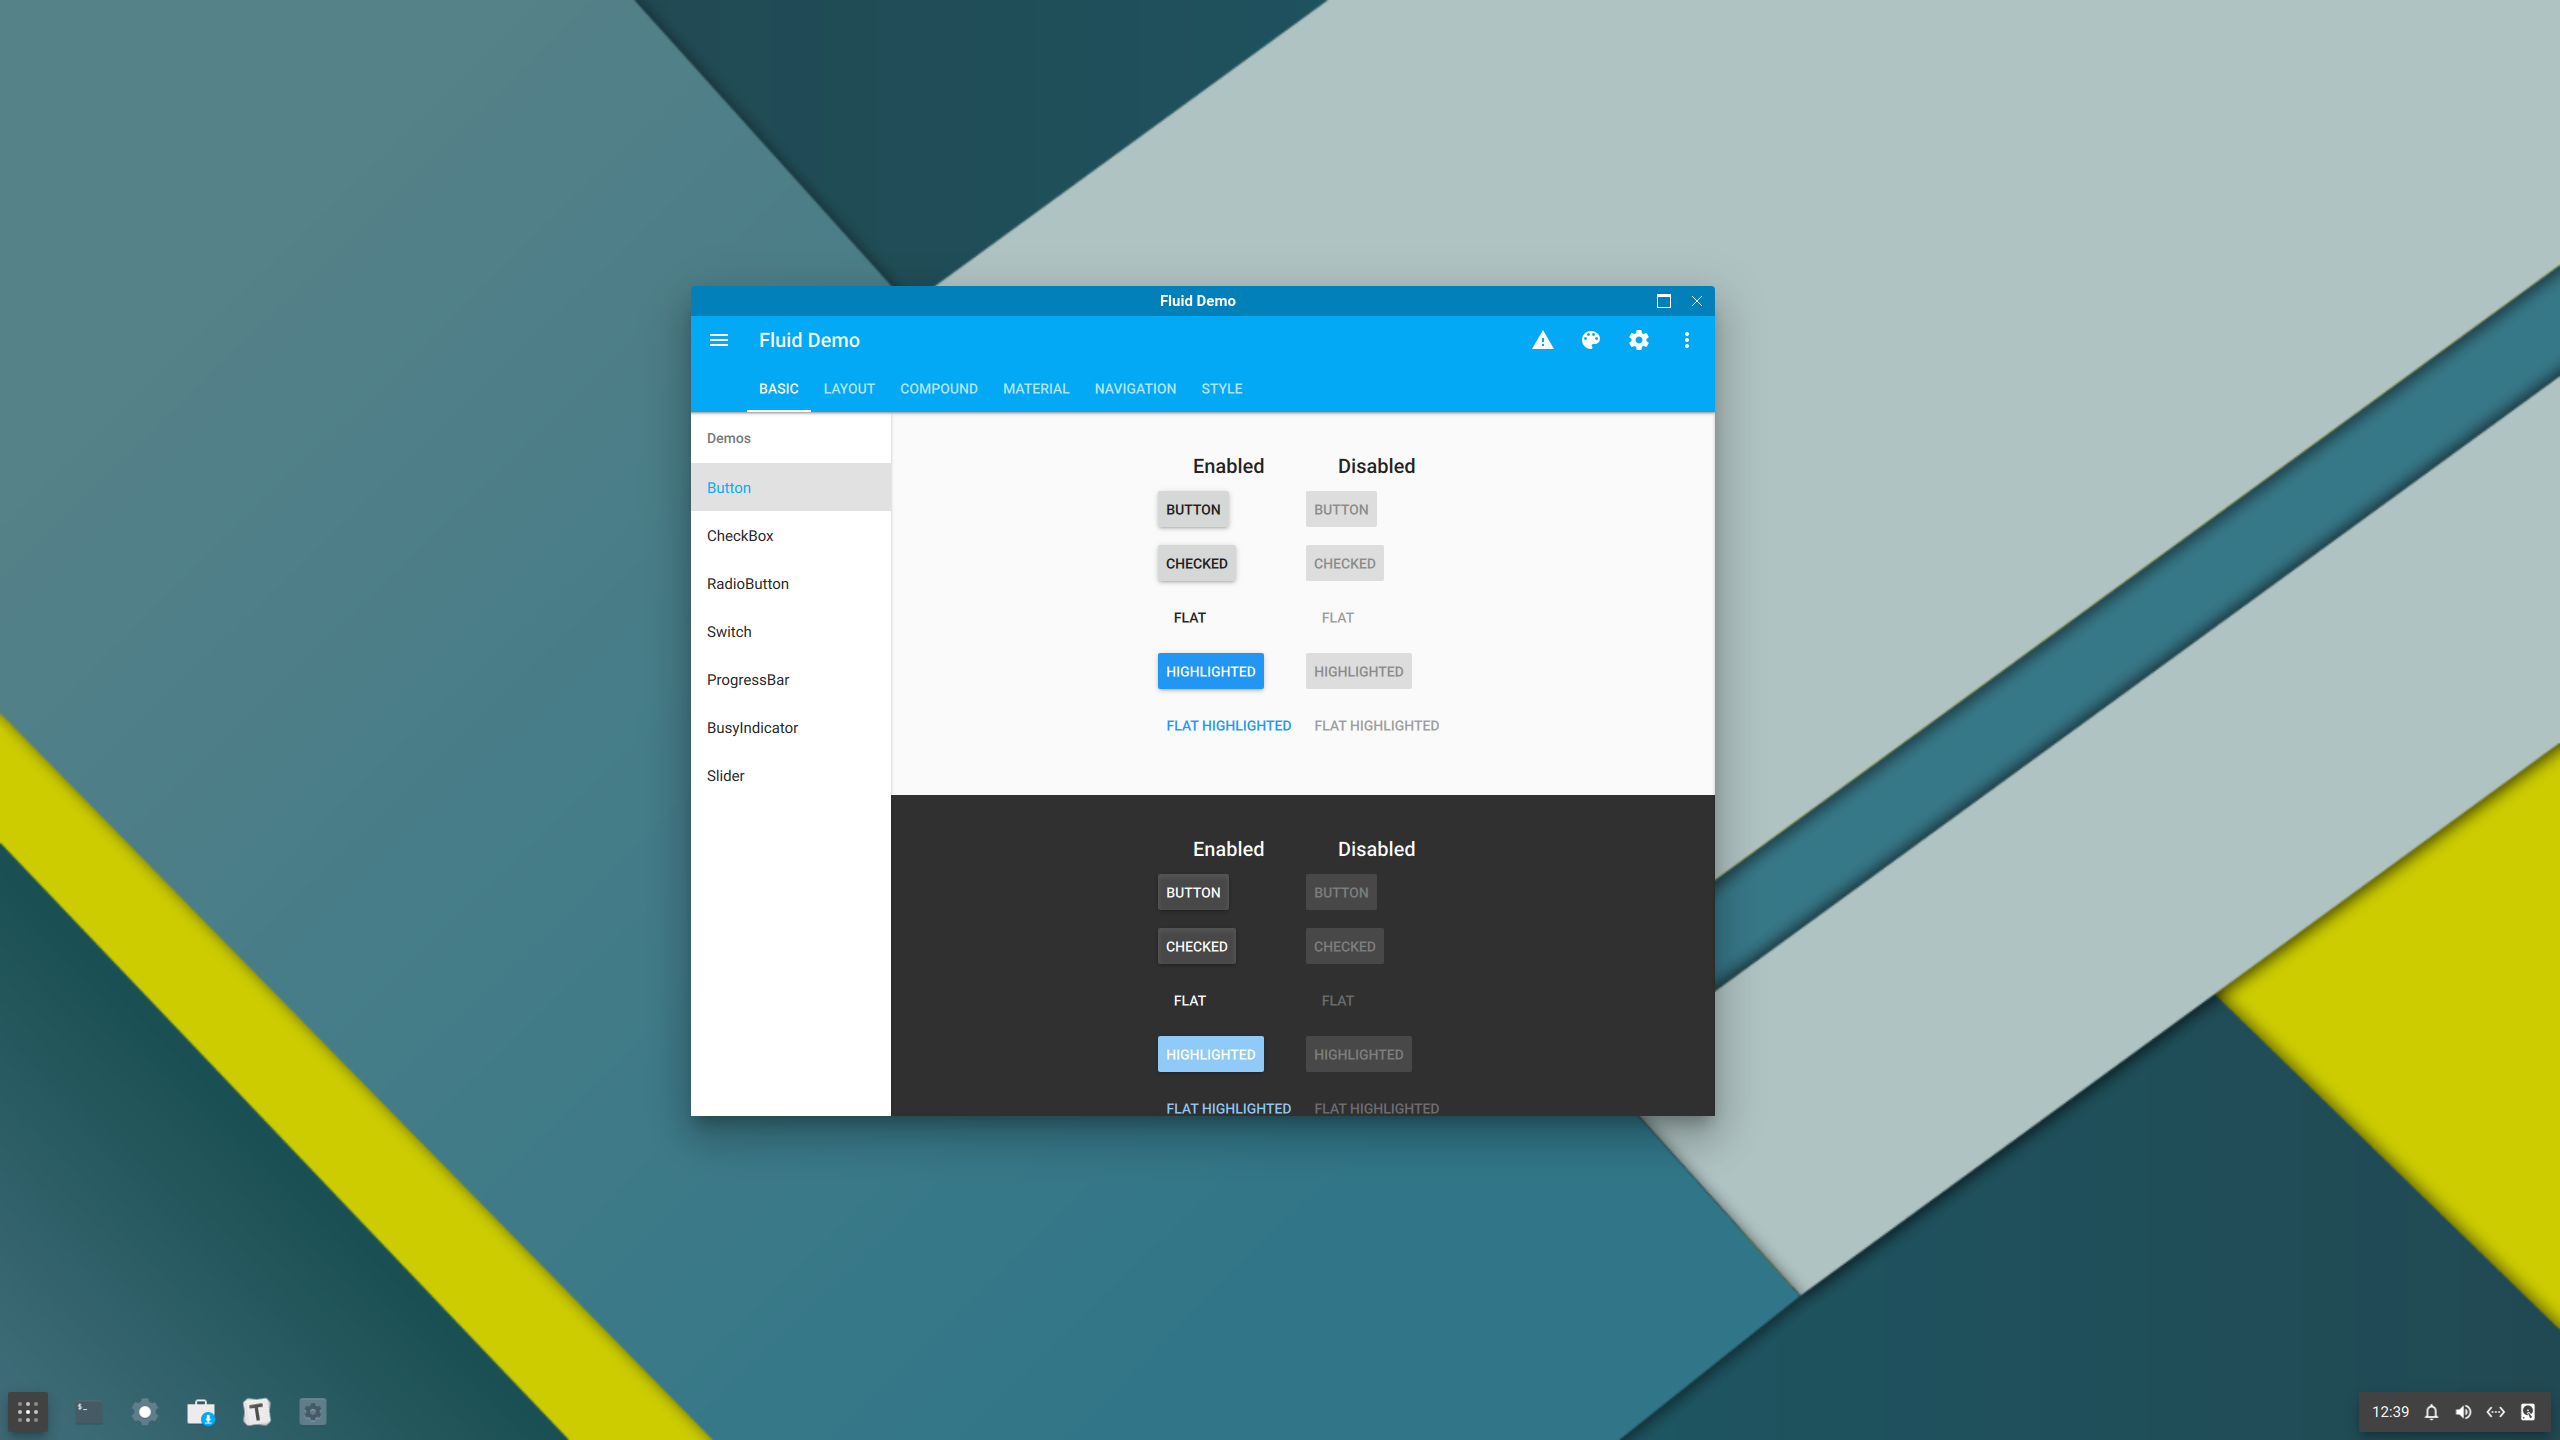 Fluid Demo
Fluid Demo
BASIC LAYOUT COMPOUND MATERIAL NAVIGATION STYLE
Demos
Button
CheckBox
RadioButton
Switch
ProgressBar
BusyIndicator
Slider
Enabled Disabled
BUTTON BUTTON
CHECKED CHECKED
FLAT FLAT
HIGHLIGHTED HIGHLIGHTED
FLAT HIGHLIGHTED FLAT HIGHLIGHTED
Enabled Disabled
BUTTON BUTTON
CHECKED CHECKED
FLAT FLAT
HIGHLIGHTED HIGHLIGHTED
FLAT HIGHLIGHTED FLAT HIGHLIGHTED
$_ T 12:39